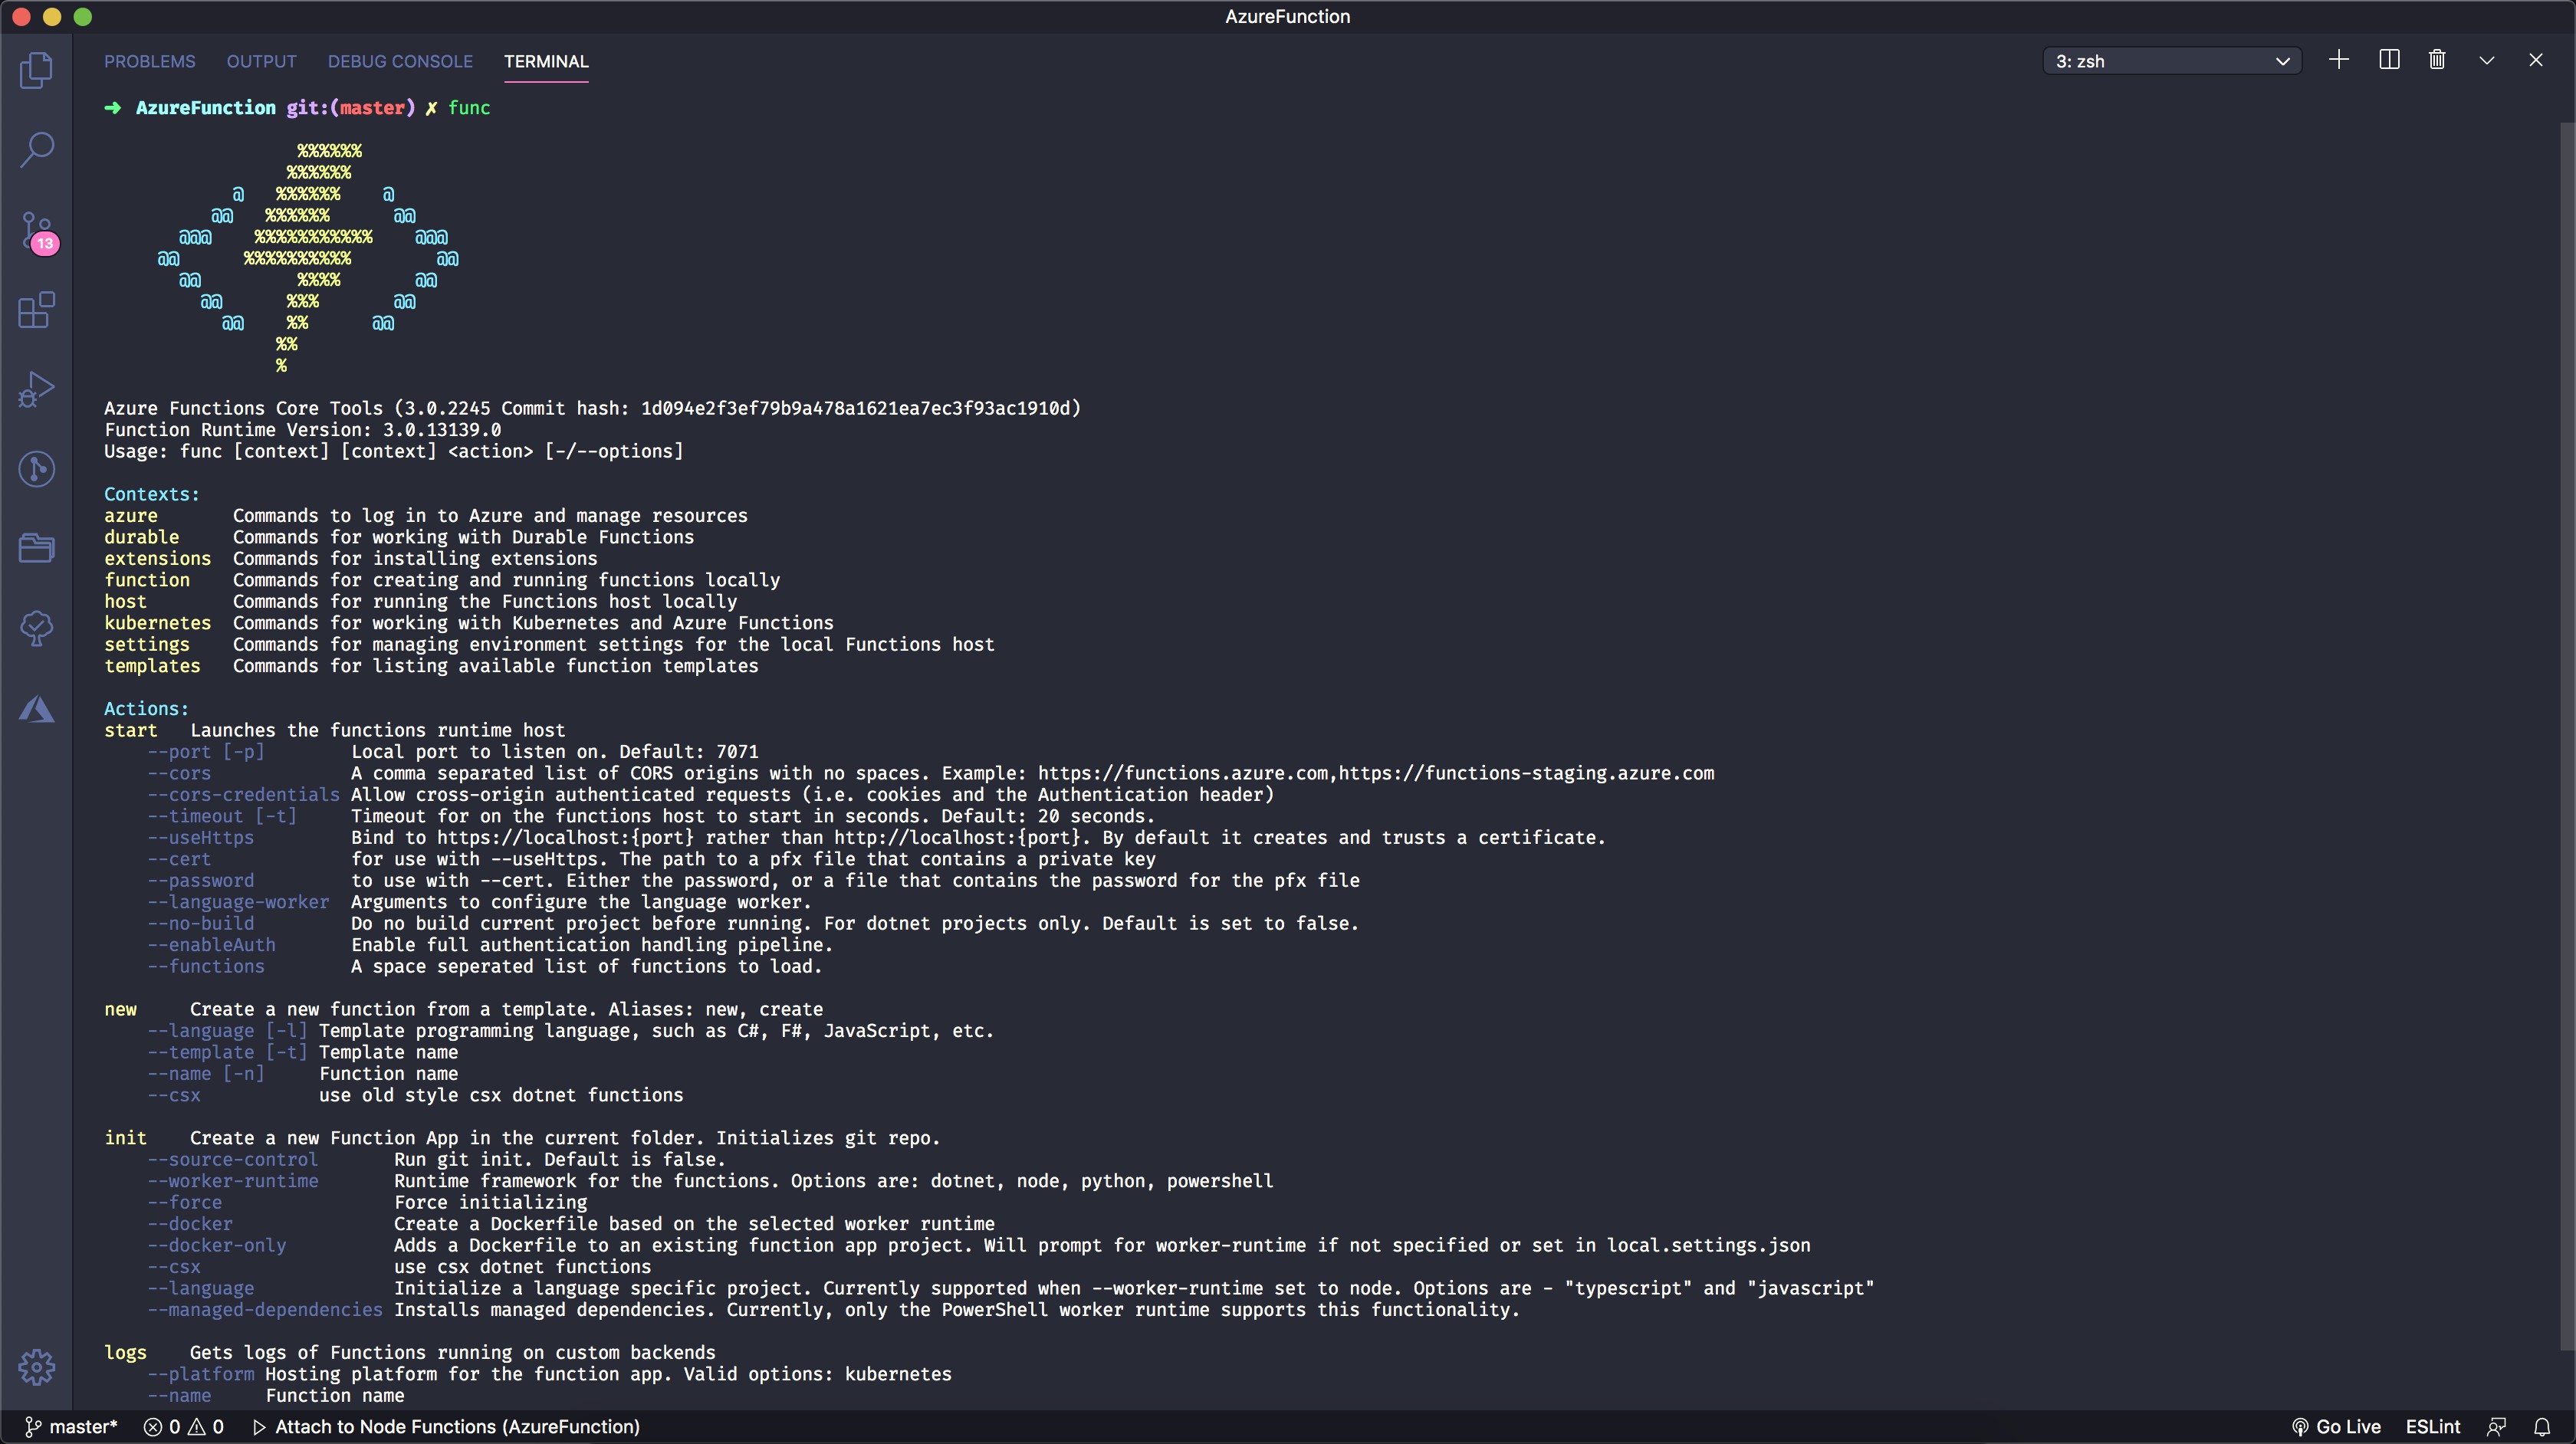 AzureFunction
PROBLEMS OUTPUT DEBUG CONSOLE TERMINAL 3: zsh
➜ AzureFunction git:(master) ✗ func
%%%%%%
%%%%%%
@ %%%%%% @
@@ %%%%%% @@
@@@ %%%%%%%%%%% @@@
@@ %%%%%%%%%% @@
@@ %%%% @@
@@ %%% @@
@@ %% @@
%%
%
13
Azure Functions Core Tools (3.0.2245 Commit hash: 1d094e2f3ef79b9a478a1621ea7ec3f93ac1910d)
Function Runtime Version: 3.0.13139.0
Usage: func [context] [context] <action> [-/--options]
Contexts:
azure Commands to log in to Azure and manage resources
durable Commands for working with Durable Functions
extensions Commands for installing extensions
function Commands for creating and running functions locally
host Commands for running the Functions host locally
kubernetes Commands for working with Kubernetes and Azure Functions
settings Commands for managing environment settings for the local Functions host
templates Commands for listing available function templates
Actions:
start Launches the functions runtime host
--port [-p] Local port to listen on. Default: 7071
--cors A comma separated list of CORS origins with no spaces. Example: https://functions.azure.com,https://functions-staging.azure.com
--cors-credentials Allow cross-origin authenticated requests (i.e. cookies and the Authentication header)
--timeout [-t] Timeout for on the functions host to start in seconds. Default: 20 seconds.
--useHttps Bind to https://localhost:{port} rather than http://localhost:{port}. By default it creates and trusts a certificate.
--cert for use with --useHttps. The path to a pfx file that contains a private key
--password to use with --cert. Either the password, or a file that contains the password for the pfx file
--language-worker Arguments to configure the language worker.
--no-build Do no build current project before running. For dotnet projects only. Default is set to false.
--enableAuth Enable full authentication handling pipeline.
--functions A space seperated list of functions to load.
new Create a new function from a template. Aliases: new, create
--language [-l] Template programming language, such as C#, F#, JavaScript, etc.
--template [-t] Template name
--name [-n] Function name
--csx use old style csx dotnet functions
init Create a new Function App in the current folder. Initializes git repo.
--source-control Run git init. Default is false.
--worker-runtime Runtime framework for the functions. Options are: dotnet, node, python, powershell
--force Force initializing
--docker Create a Dockerfile based on the selected worker runtime
--docker-only Adds a Dockerfile to an existing function app project. Will prompt for worker-runtime if not specified or set in local.settings.json
--csx use csx dotnet functions
--language Initialize a language specific project. Currently supported when --worker-runtime set to node. Options are - "typescript" and "javascript"
--managed-dependencies Installs managed dependencies. Currently, only the PowerShell worker runtime supports this functionality.
logs Gets logs of Functions running on custom backends
--platform Hosting platform for the function app. Valid options: kubernetes
--name Function name
master* 0 0 Attach to Node Functions (AzureFunction) Go Live ESLint